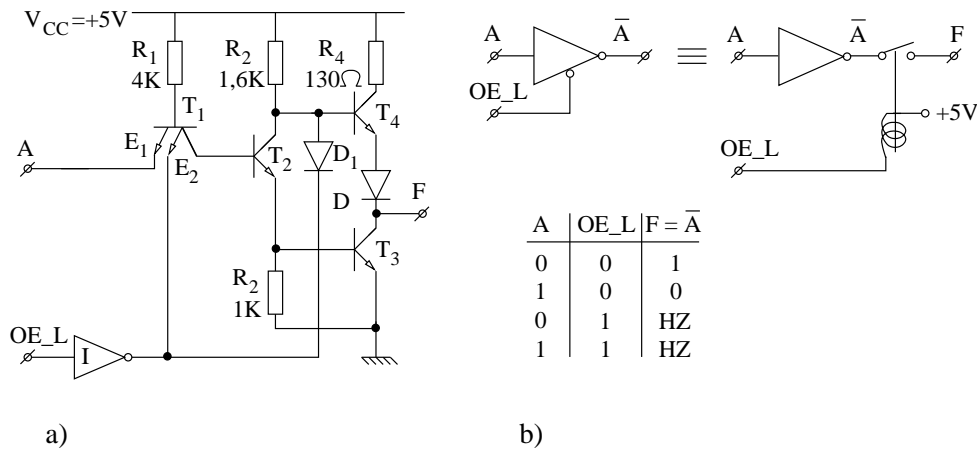 V_CC=+5V
R_1 R_2 R_4
4K 1,6K 130Ω
T_1
T_4
E_1
A
E_2
T_2
D_1
D
F
T_3
R_2
1K
OE_L
I
a)
A A̅ A A̅ F
OE_L
+5V
OE_L
A OE_L F = A̅
0 0 1
1 0 0
0 1 HZ
1 1 HZ
b)